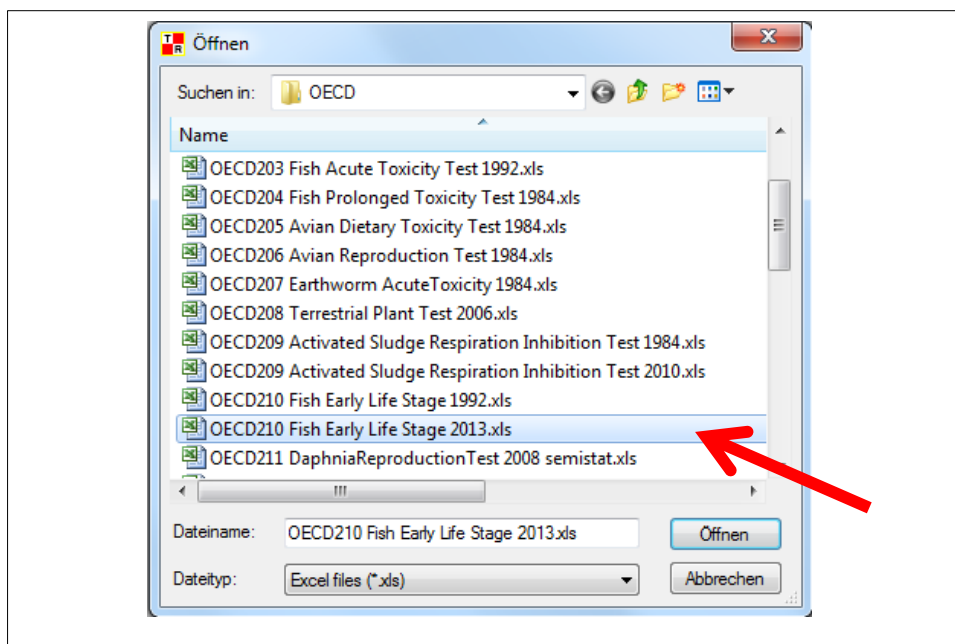 T
R
Öffnen
Suchen in: OECD
Name
OECD203 Fish Acute Toxicity Test 1992.xls
OECD204 Fish Prolonged Toxicity Test 1984.xls
OECD205 Avian Dietary Toxicity Test 1984.xls
OECD206 Avian Reproduction Test 1984.xls
OECD207 Earthworm AcuteToxicity 1984.xls
OECD208 Terrestrial Plant Test 2006.xls
OECD209 Activated Sludge Respiration Inhibition Test 1984.xls
OECD209 Activated Sludge Respiration Inhibition Test 2010.xls
OECD210 Fish Early Life Stage 1992.xls
OECD210 Fish Early Life Stage 2013.xls
OECD211 DaphniaReproductionTest 2008 semistat.xls
Dateiname: OECD210 Fish Early Life Stage 2013.xls Öffnen
Dateityp: Excel files (*.xls) Abbrechen